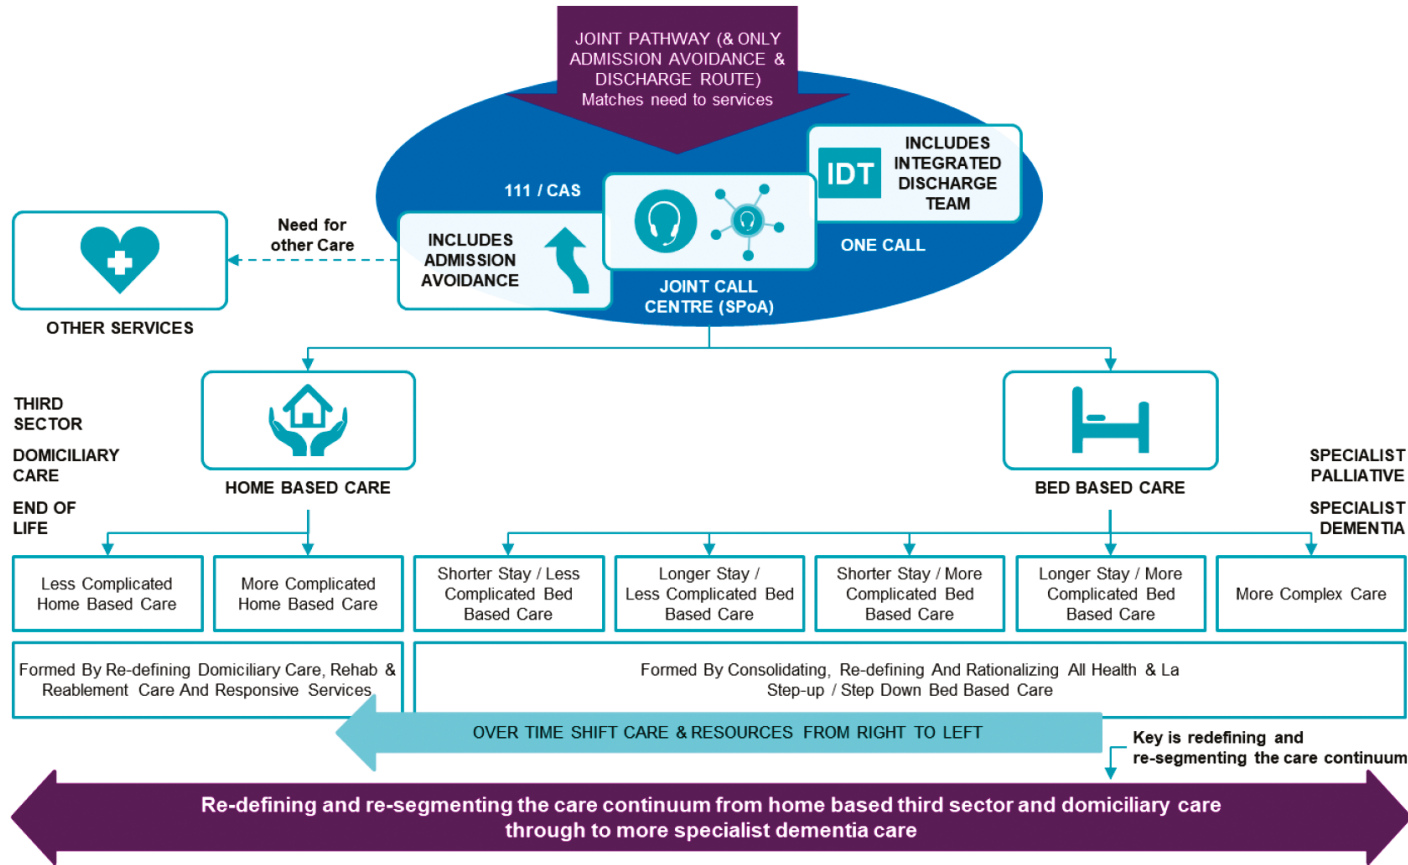 JOINT PATHWAY (& ONLY
ADMISSION AVOIDANCE &
DISCHARGE ROUTE)
Matches need to services
111 / CAS
IDT
INCLUDES
INTEGRATED
DISCHARGE
TEAM
Need for
other Care
INCLUDES
ADMISSION
AVOIDANCE
ONE CALL
JOINT CALL
CENTRE (SPoA)
OTHER SERVICES
THIRD
SECTOR
DOMICILIARY
CARE
END OF
LIFE
HOME BASED CARE
BED BASED CARE
SPECIALIST
PALLIATIVE
SPECIALIST
DEMENTIA
Less Complicated
Home Based Care
More Complicated
Home Based Care
Shorter Stay / Less
Complicated Bed
Based Care
Longer Stay /
Less Complicated Bed
Based Care
Shorter Stay / More
Complicated Bed
Based Care
Longer Stay / More
Complicated Bed
Based Care
More Complex Care
Formed By Re-defining Domiciliary Care, Rehab &
Reablement Care And Responsive Services
Formed By Consolidating, Re-defining And Rationalizing All Health & La
Step-up / Step Down Bed Based Care
OVER TIME SHIFT CARE & RESOURCES FROM RIGHT TO LEFT
Key is redefining and
re-segmenting the care continuum
Re-defining and re-segmenting the care continuum from home based third sector and domiciliary care
through to more specialist dementia care